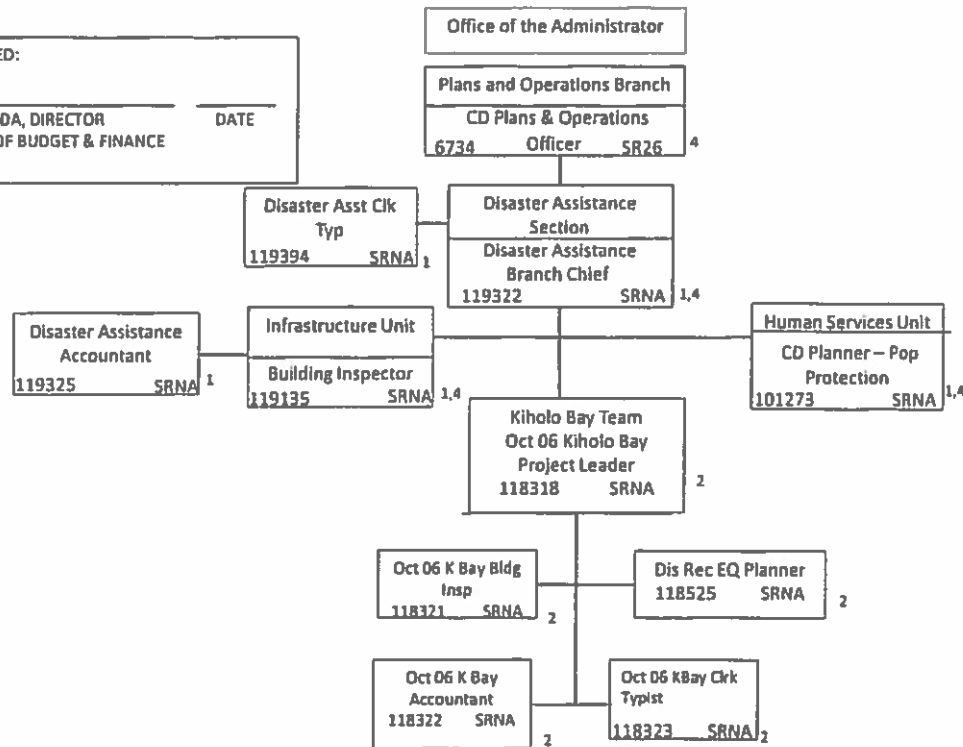 Office of the Administrator
ED:
DA, DIRECTOR DATE
OF BUDGET & FINANCE
Plans and Operations Branch
CD Plans & Operations
Officer
6734 SR26 4
Disaster Asst Clk
Typ
119394 SRNA 1
Disaster Assistance
Section
Disaster Assistance
Branch Chief
119322 SRNA 1,4
Disaster Assistance
Accountant
119325 SRNA 1
Infrastructure Unit
Building Inspector
119135 SRNA 1,4
Human Services Unit
CD Planner – Pop
Protection
101273 SRNA 1,4
Kiholo Bay Team
Oct 06 Kiholo Bay
Project Leader
118318 SRNA 2
Oct 06 K Bay Bldg
Insp
118321 SRNA 2
Dis Rec EQ Planner
118525 SRNA 2
Oct 06 K Bay
Accountant
118322 SRNA 2
Oct 06 KBay Clrk
Typist
118323 SRNA 2